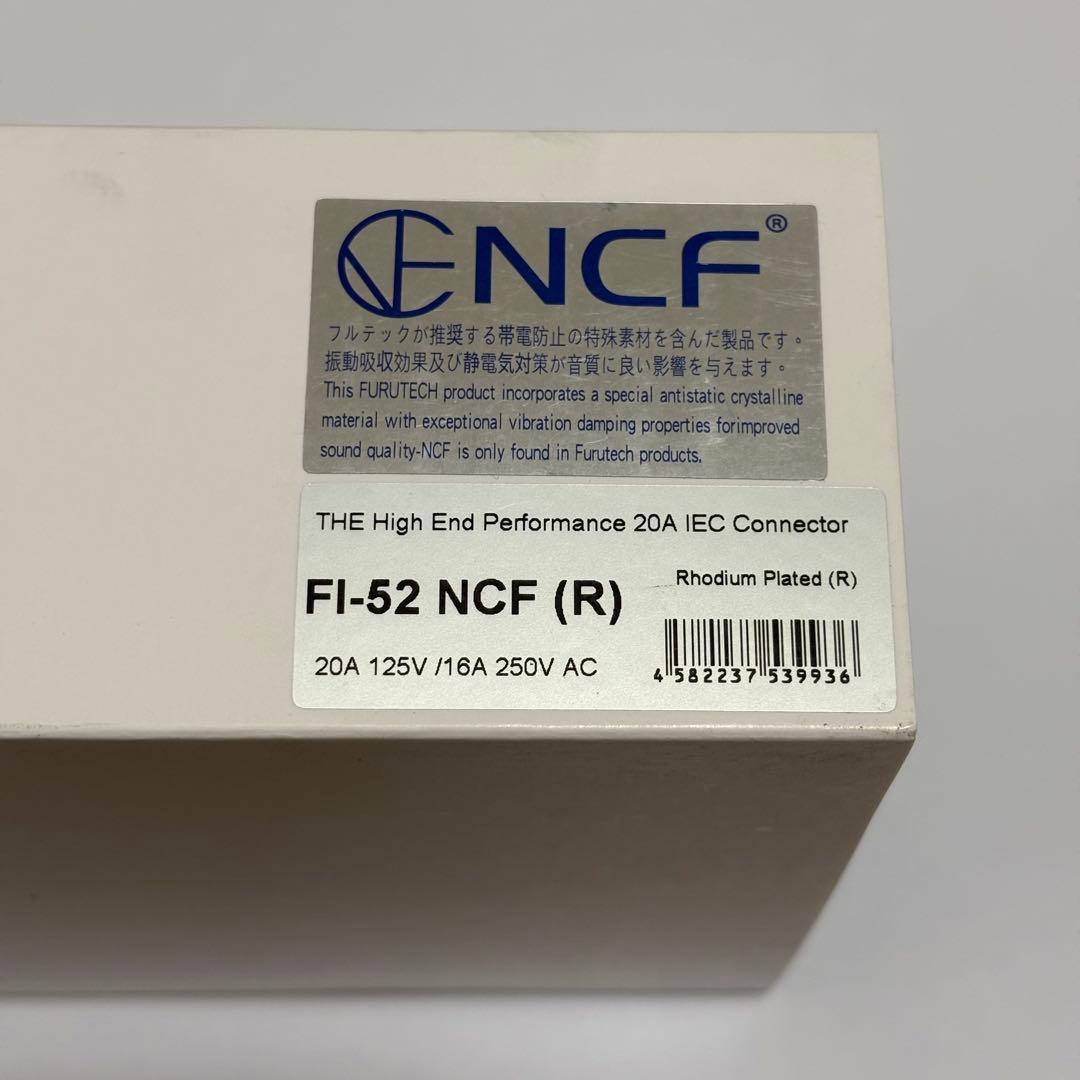 NCF®
フルテックが推奨する帯電防止の特殊素材を含んだ製品です。
振動吸収効果及び静電気対策が音質に良い影響を与えます。
This FURUTECH product incorporates a special antistatic crystalline
material with exceptional vibration damping properties forimproved
sound quality-NCF is only found in Furutech products.
THE High End Performance 20A IEC Connector
Rhodium Plated (R)
FI-52 NCF (R)
20A 125V /16A 250V AC
4 582237 539936